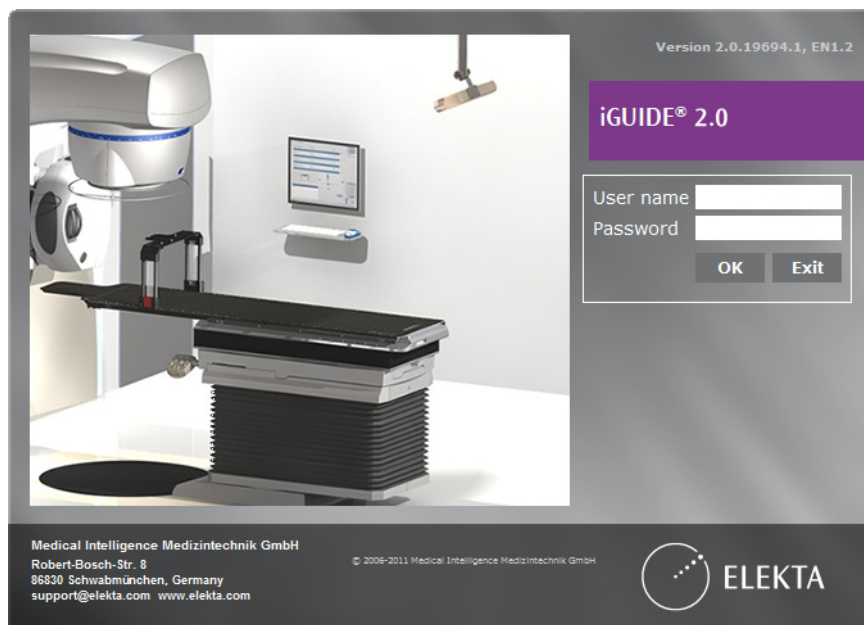 Version 2.0.19694.1, EN1.2
iGUIDE® 2.0
User name
Password
OK Exit
Medical Intelligence Medizintechnik GmbH
Robert-Bosch-Str. 8
86830 Schwabmünchen, Germany
support@elekta.com www.elekta.com
© 2006-2011 Medical Intelligence Medizintechnik GmbH
ELEKTA